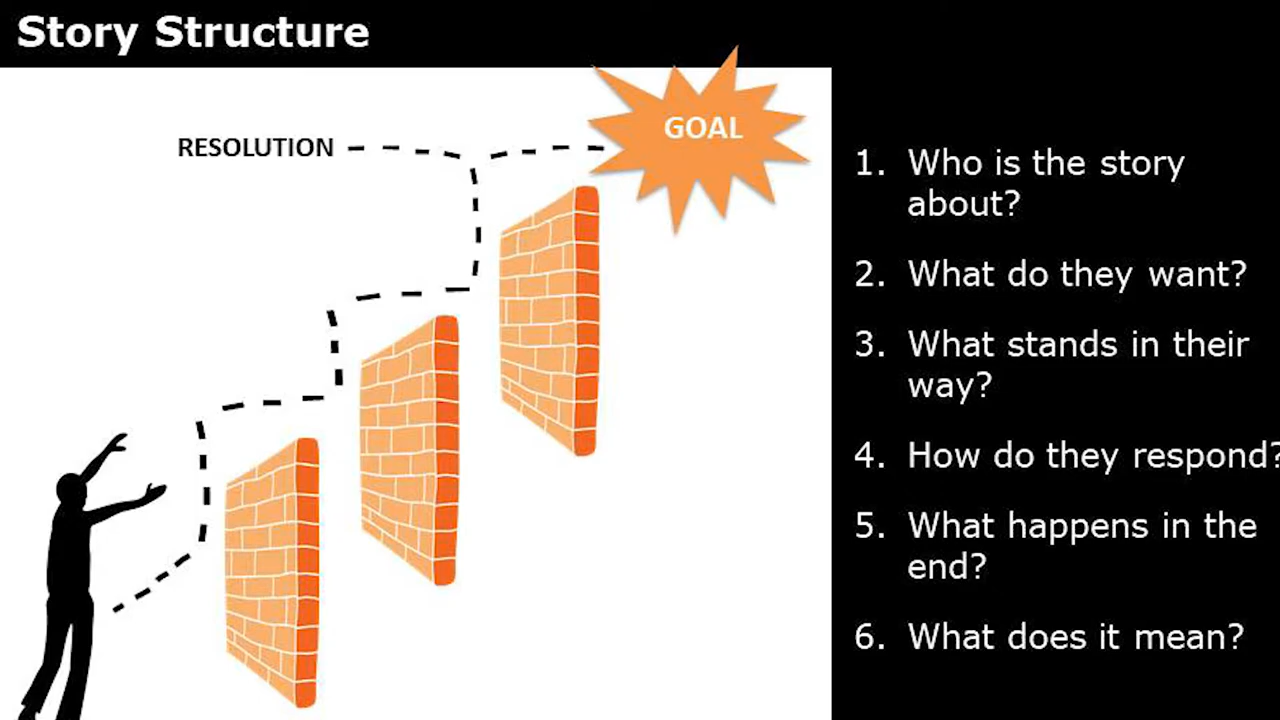 Story Structure
RESOLUTION
GOAL
1. Who is the story
about?
2. What do they want?
3. What stands in their
way?
4. How do they respond?
5. What happens in the
end?
6. What does it mean?